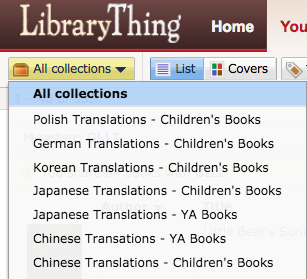 LibraryThing
Home You
All collections List Covers T
All collections
Polish Translations - Children's Books
German Translations - Children's Books
Korean Translations - Children's Books
Japanese Translations - Children's Books
Japanese Translations - YA Books
Chinese Transations - YA Books
Chinese Translations - Children's Books